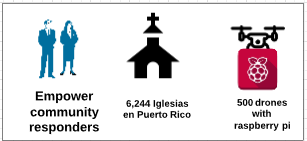 Empower
community
responders
6,244 Iglesias
en Puerto Rico
500 drones
with
raspberry pi